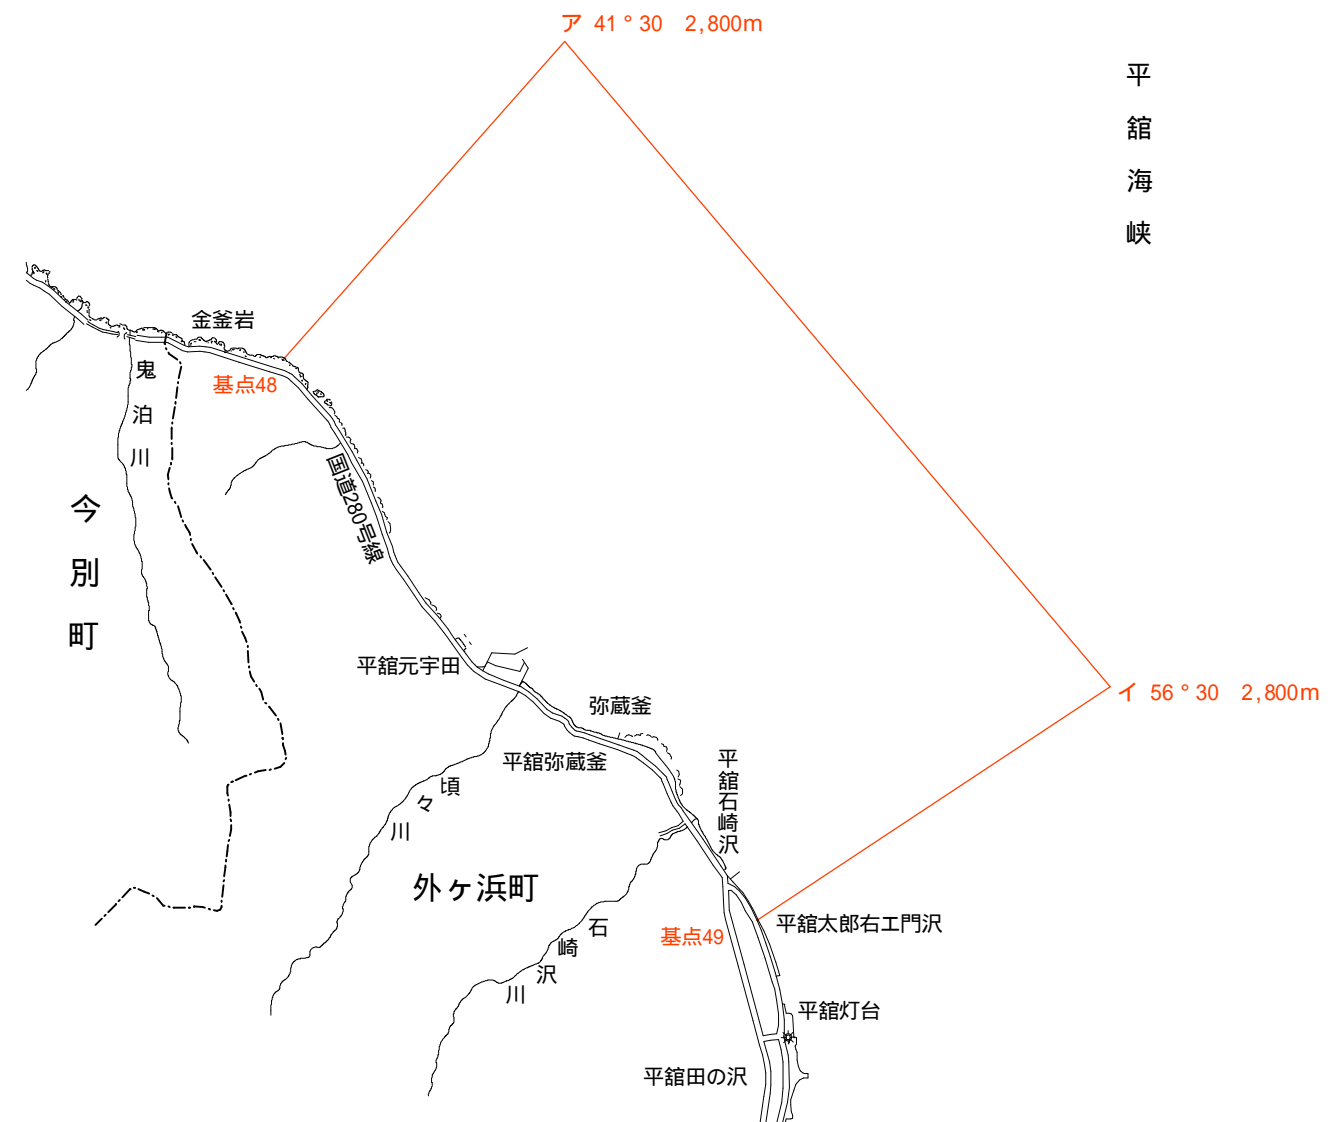 ア 41°30 2,800m
平舘海峡
金釜岩
基点48
鬼泊川
国道280号線
今別町
平舘元宇田
イ 56°30 2,800m
弥蔵釜
平舘弥蔵釜
平舘石崎沢
頃々川
外ヶ浜町
平舘太郎右エ門沢
基点49
石崎沢川
平舘灯台
平舘田の沢